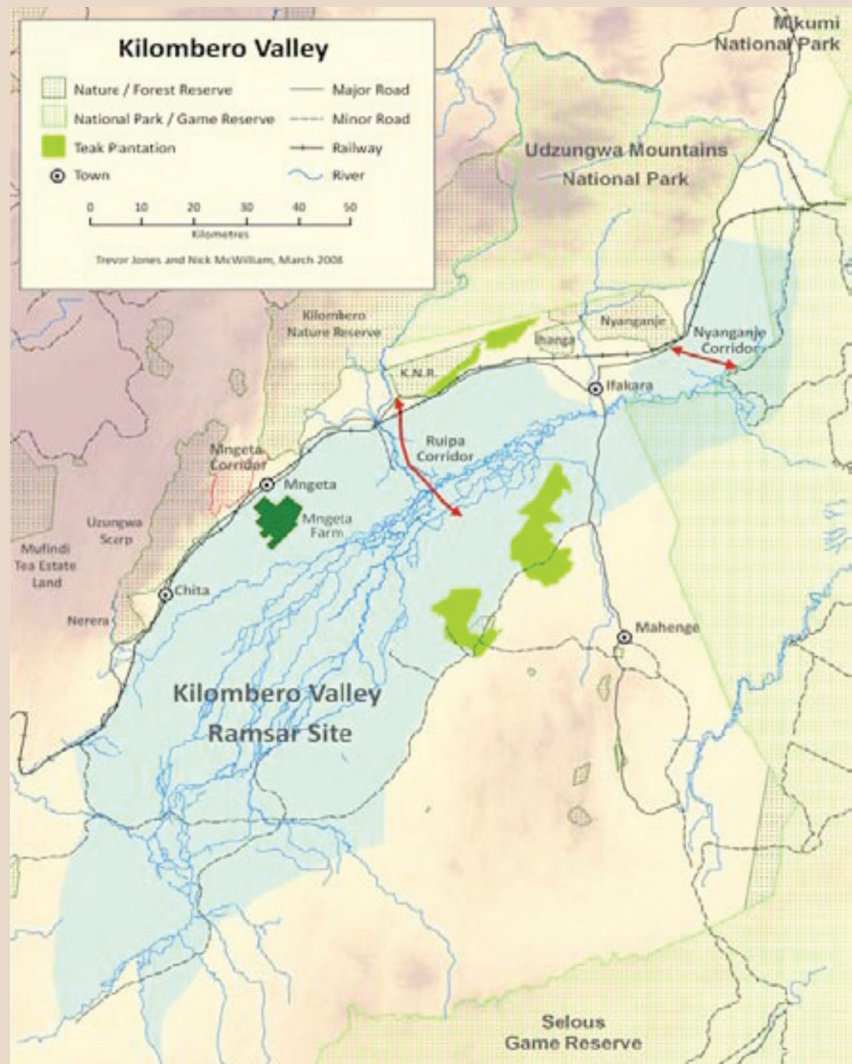 Kilombero Valley
Nature / Forest Reserve
Major Road
National Park / Game Reserve
Minor Road
Teak Plantation
Railway
Town
River
0 10 20 30 40 50
Kilometres
Trevor Jones and Nick McWilliam, March 2008
Mikumi
National Park
Udzungwa Mountains
National Park
Kilombero
Nature Reserve
Nyanganje
Ihanga
Nyanganje
Corridor
K.N.R.
Ifakara
Ruipa
Corridor
Mngeta
Corridor
Mngeta
Mngeta
Farm
Uzungwa
Scarp
Mufindi
Tea Estate
Land
Chita
Nerera
Mahenge
Kilombero Valley
Ramsar Site
Selous
Game Reserve